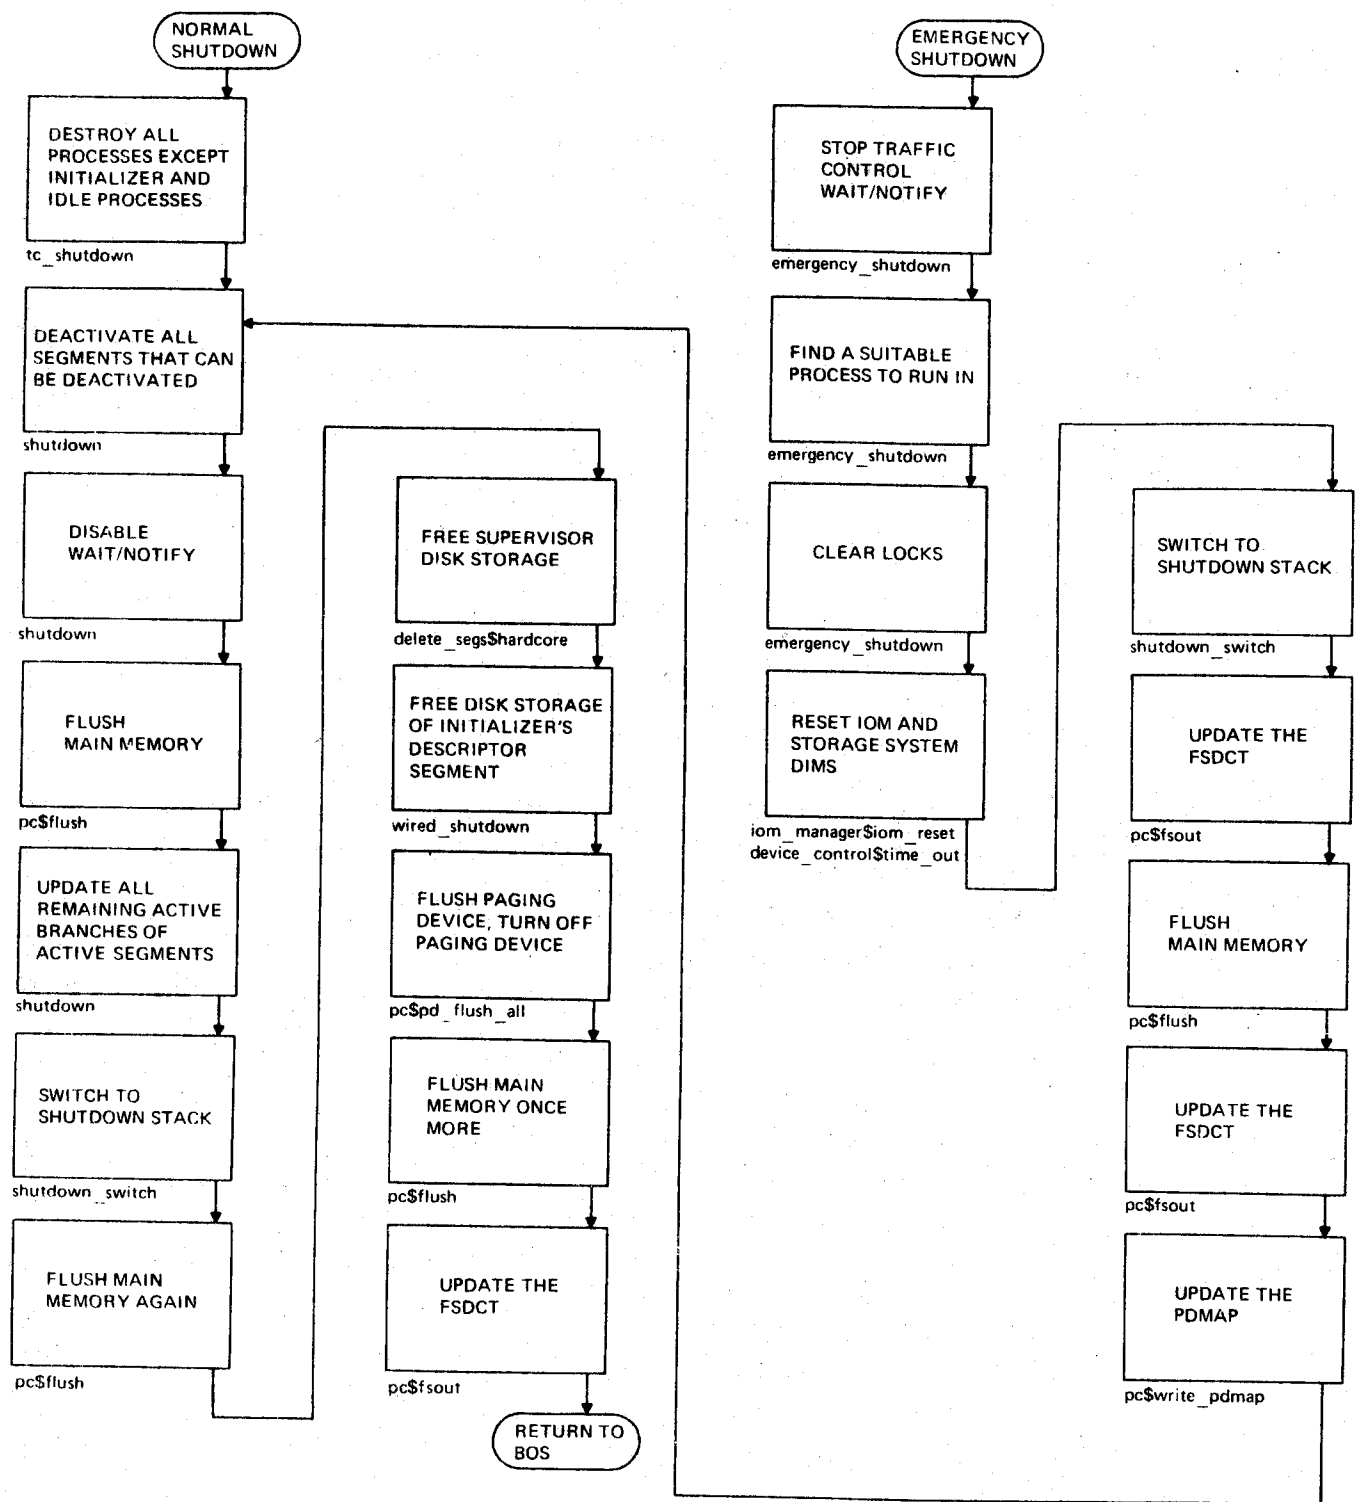 NORMAL
SHUTDOWN
DESTROY ALL
PROCESSES EXCEPT
INITIALIZER AND
IDLE PROCESSES
tc_shutdown
DEACTIVATE ALL
SEGMENTS THAT CAN
BE DEACTIVATED
shutdown
DISABLE
WAIT/NOTIFY
shutdown
FLUSH
MAIN MEMORY
pc$flush
UPDATE ALL
REMAINING ACTIVE
BRANCHES OF
ACTIVE SEGMENTS
shutdown
SWITCH TO
SHUTDOWN STACK
shutdown_switch
FLUSH MAIN
MEMORY AGAIN
pc$flush
FREE SUPERVISOR
DISK STORAGE
delete_segs$hardcore
FREE DISK STORAGE
OF INITIALIZER'S
DESCRIPTOR
SEGMENT
wired_shutdown
FLUSH PAGING
DEVICE, TURN OFF
PAGING DEVICE
pc$pd_flush_all
FLUSH MAIN
MEMORY ONCE
MORE
pc$flush
UPDATE THE
FSDCT
pc$fsout
RETURN TO
BOS
EMERGENCY
SHUTDOWN
STOP TRAFFIC
CONTROL
WAIT/NOTIFY
emergency_shutdown
FIND A SUITABLE
PROCESS TO RUN IN
emergency_shutdown
CLEAR LOCKS
emergency_shutdown
RESET IOM AND
STORAGE SYSTEM
DIMS
iom_manager$iom_reset
device_control$time_out
SWITCH TO
SHUTDOWN STACK
shutdown_switch
UPDATE THE
FSDCT
pc$fsout
FLUSH
MAIN MEMORY
pc$flush
UPDATE THE
FSDCT
pc$fsout
UPDATE THE
PDMAP
pc$write_pdmap